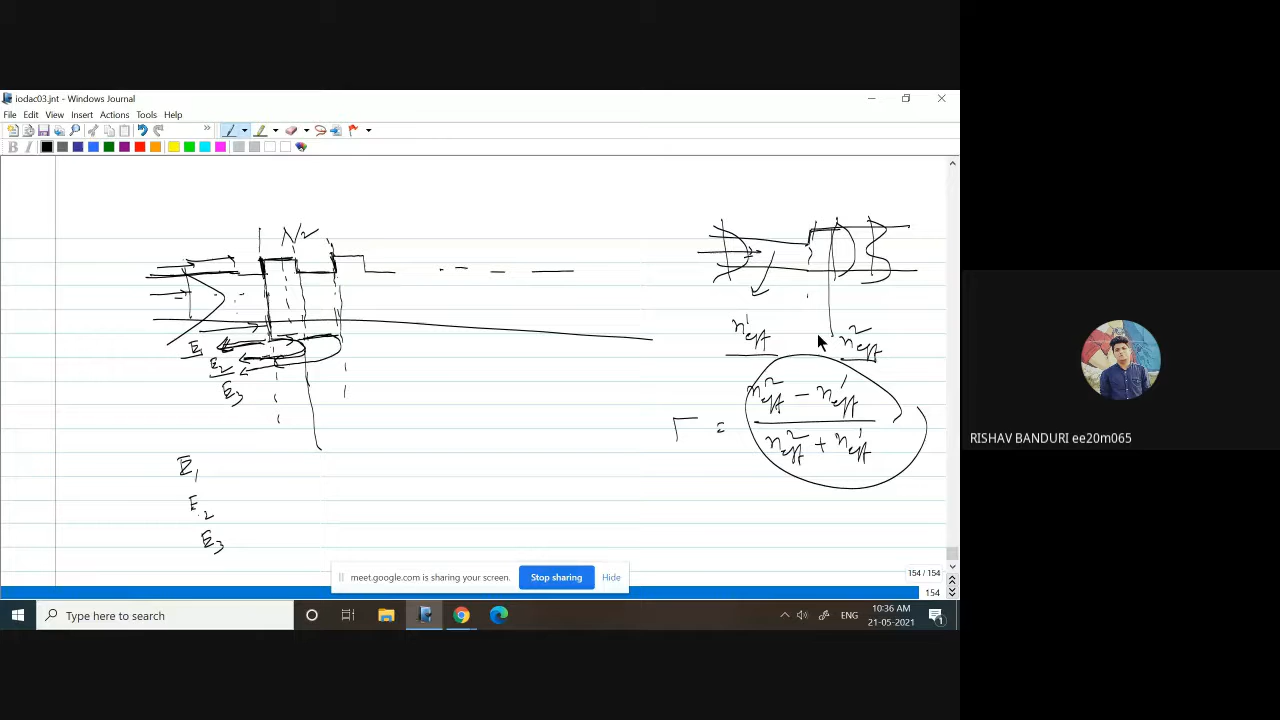 iodac03.jnt - Windows Journal
File Edit View Insert Actions Tools Help
B I
E1
E2
E3
n¹eff n²eff
Γ = n²eff - n¹eff / n²eff + n¹eff
E1
E2
E3
RISHAV BANDURI ee20m065
meet.google.com is sharing your screen. Stop sharing Hide
154 / 154
154
Type here to search
ENG
10:36 AM
21-05-2021
1